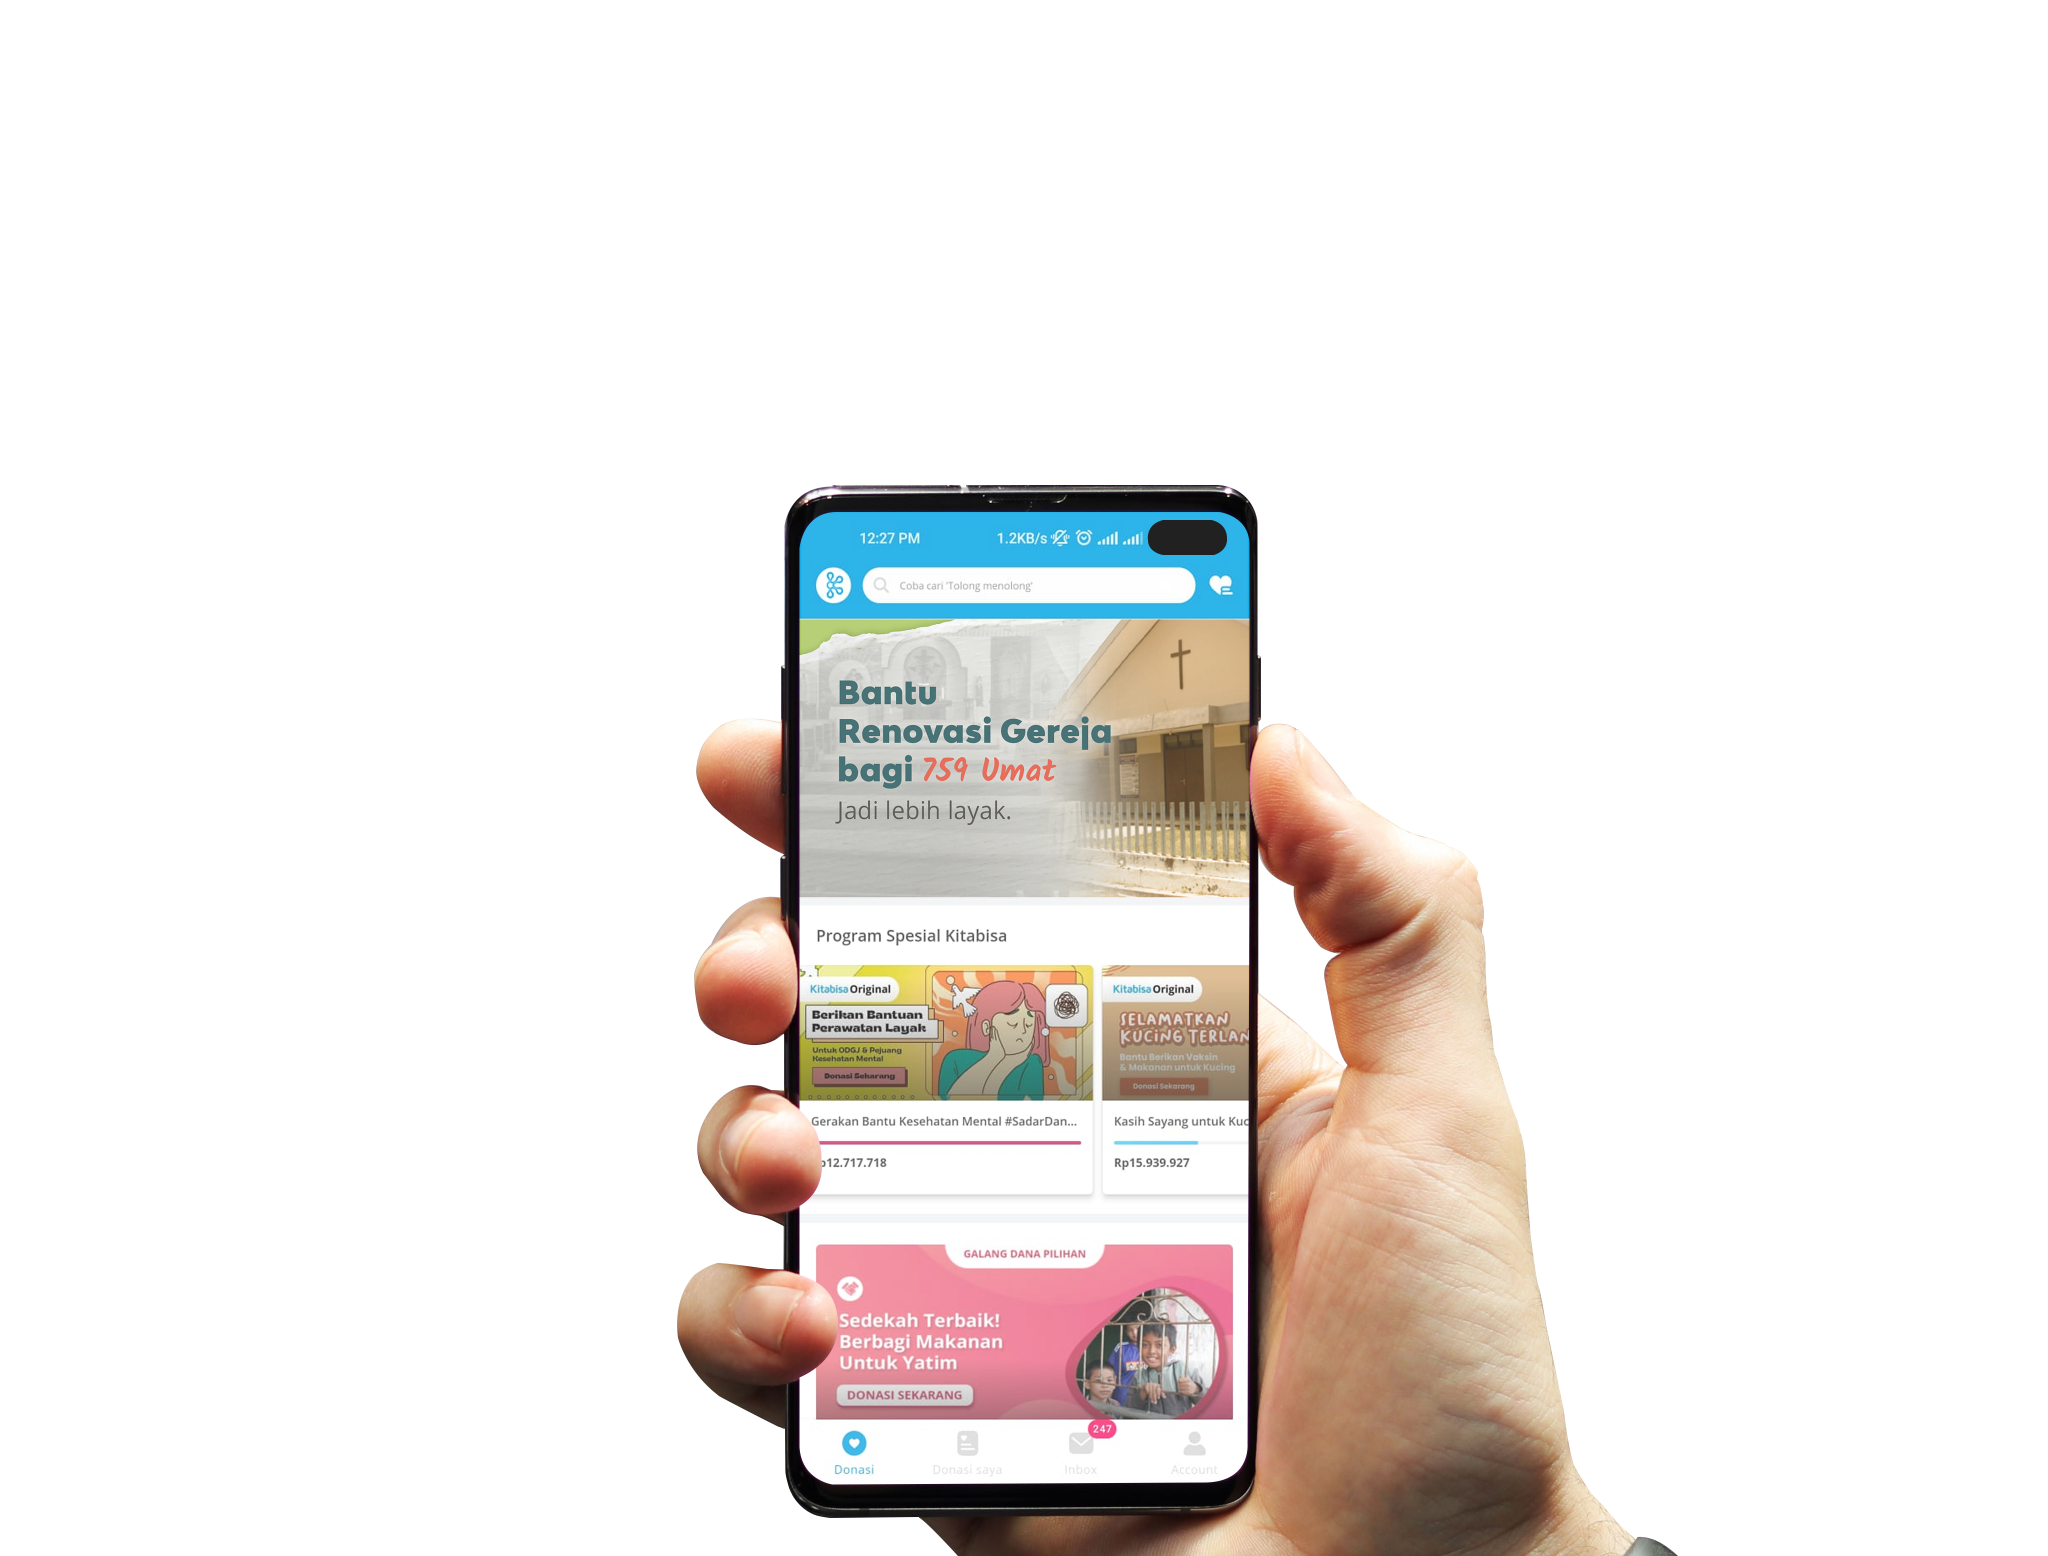 12:27 PM 1.2KB/s
Coba cari 'Tolong menolong'
Bantu
Renovasi Gereja
bagi 759 Umat
Jadi lebih layak.
Program Spesial Kitabisa
Kitabisa Original
Berikan Bantuan
Perawatan Layak
Untuk ODGJ & Pejuang
Kesehatan Mental
Donasi Sekarang
Gerakan Bantu Kesehatan Mental #SadarDan...
p12.717.718
Kitabisa Original
SELAMATKAN
KUCING TERLAN
Bantu Berikan Vaksin
& Makanan untuk Kucing
Donasi Sekarang
Kasih Sayang untuk Kuc
Rp15.939.927
GALANG DANA PILIHAN
Sedekah Terbaik!
Berbagi Makanan
Untuk Yatim
DONASI SEKARANG
247
Donasi Donasi saya Inbox Account